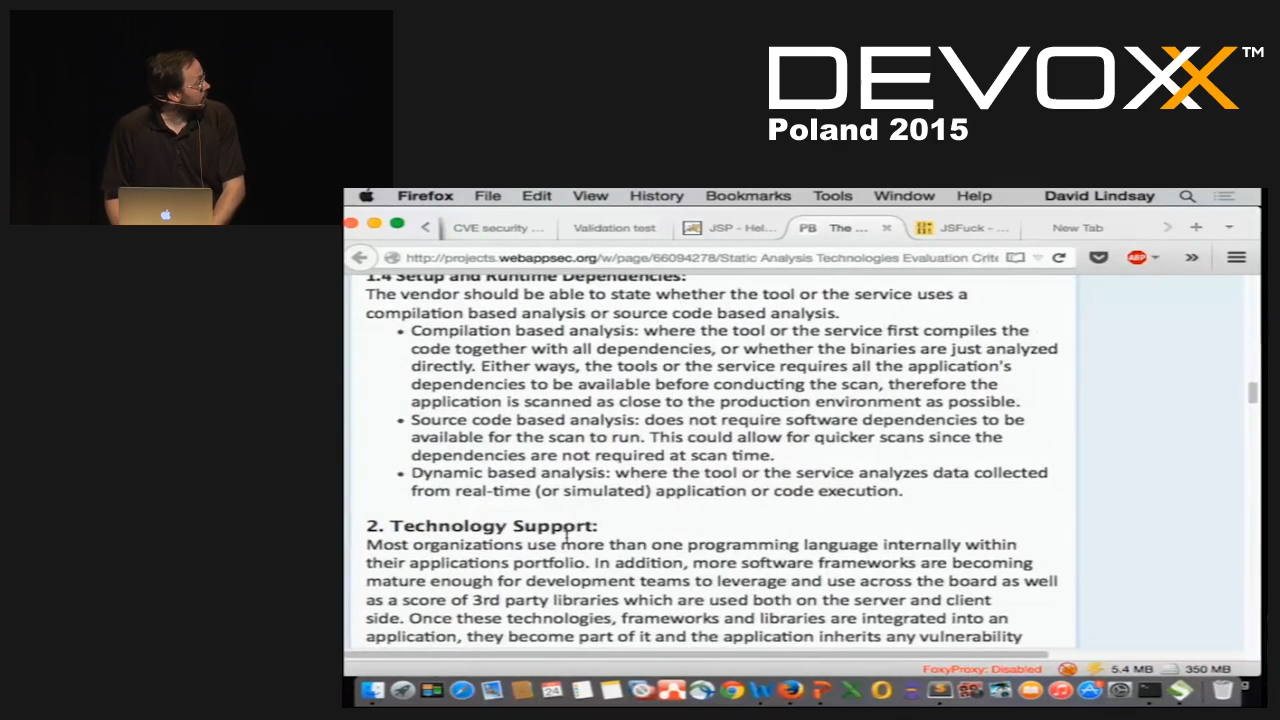 DEVOXX™
Poland 2015
Firefox File Edit View History Bookmarks Tools Window Help David Lindsay
CVE security ... Validation test JSP - Hel... PB The ... JSFuck - ... New Tab
http://projects.webappsec.org/w/page/66094278/Static Analysis Technologies Evaluation Crite
ABP
1.4 Setup and Runtime Dependencies:
The vendor should be able to state whether the tool or the service uses a
compilation based analysis or source code based analysis.
• Compilation based analysis: where the tool or the service first compiles the
code together with all dependencies, or whether the binaries are just analyzed
directly. Either ways, the tools or the service requires all the application's
dependencies to be available before conducting the scan, therefore the
application is scanned as close to the production environment as possible.
• Source code based analysis: does not require software dependencies to be
available for the scan to run. This could allow for quicker scans since the
dependencies are not required at scan time.
• Dynamic based analysis: where the tool or the service analyzes data collected
from real-time (or simulated) application or code execution.
2. Technology Support:
Most organizations use more than one programming language internally within
their applications portfolio. In addition, more software frameworks are becoming
mature enough for development teams to leverage and use across the board as well
as a score of 3rd party libraries which are used both on the server and client
side. Once these technologies, frameworks and libraries are integrated into an
application, they become part of it and the application inherits any vulnerability
FoxyProxy: Disabled 5.4 MB 350 MB
24